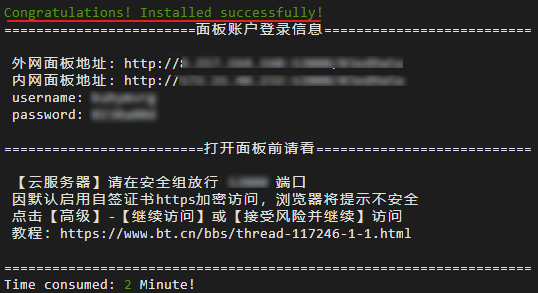 Congratulations! Installed successfully!
========================面板账户登录信息==========================
外网面板地址: http://
内网面板地址: http://
username:
password:
=========================打开面板前请看===========================
【云服务器】请在安全组放行 端口
因默认启用自签证书https加密访问，浏览器将提示不安全
点击【高级】-【继续访问】或【接受风险并继续】访问
教程: https://www.bt.cn/bbs/thread-117246-1-1.html
==================================================================
Time consumed: 2 Minute!